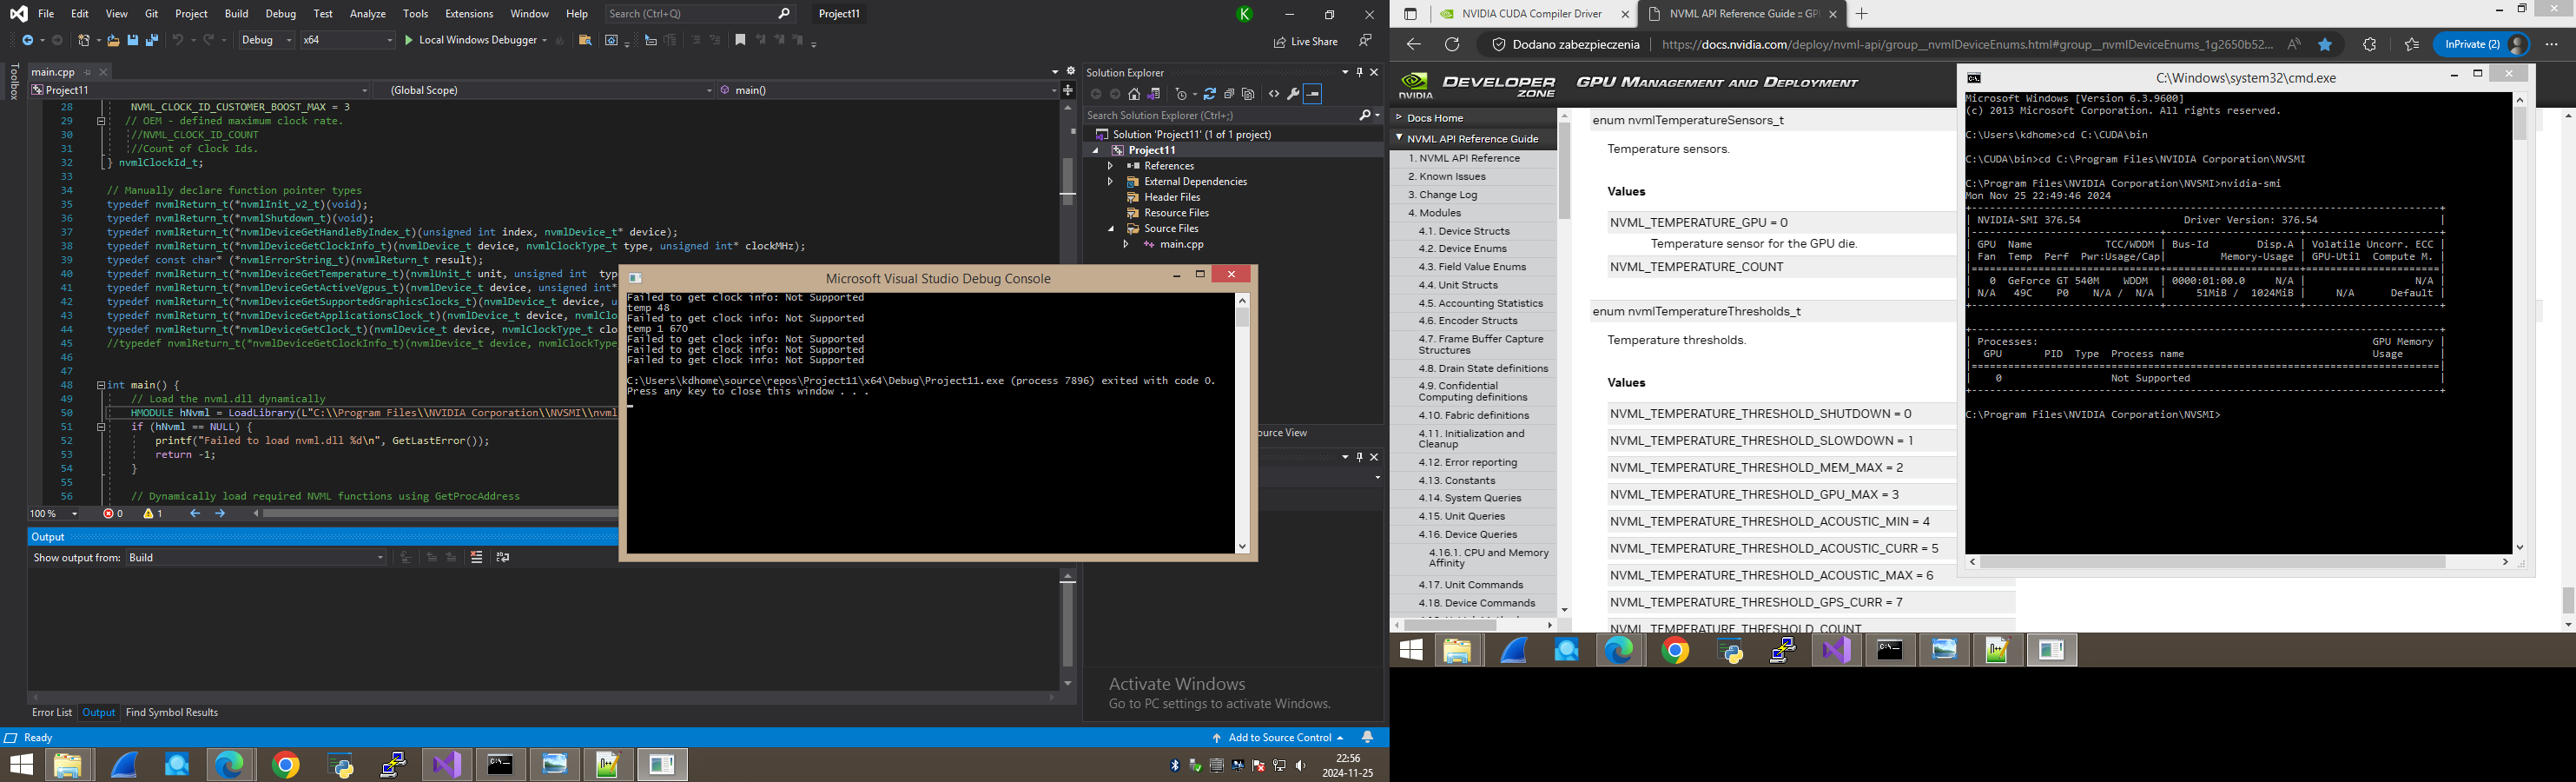 File Edit View Git Project Build Debug Test Analyze Tools Extensions Window Help Search (Ctrl+Q) Project11
K
Debug x64 Local Windows Debugger Live Share
Toolbox
main.cpp
Project11 (Global Scope) main()
28 NVML_CLOCK_ID_CUSTOMER_BOOST_MAX = 3
29 // OEM - defined maximum clock rate.
30 //NVML_CLOCK_ID_COUNT
31 //Count of Clock Ids.
32 } nvmlClockId_t;
33
34 // Manually declare function pointer types
35 typedef nvmlReturn_t(*nvmlInit_v2_t)(void);
36 typedef nvmlReturn_t(*nvmlShutdown_t)(void);
37 typedef nvmlReturn_t(*nvmlDeviceGetHandleByIndex_t)(unsigned int index, nvmlDevice_t* device);
38 typedef nvmlReturn_t(*nvmlDeviceGetClockInfo_t)(nvmlDevice_t device, nvmlClockType_t type, unsigned int* clockMHz);
39 typedef const char* (*nvmlErrorString_t)(nvmlReturn_t result);
40 typedef nvmlReturn_t(*nvmlDeviceGetTemperature_t)(nvmlUnit_t unit, unsigned int typ
41 typedef nvmlReturn_t(*nvmlDeviceGetActiveVgpus_t)(nvmlDevice_t device, unsigned int*
42 typedef nvmlReturn_t(*nvmlDeviceGetSupportedGraphicsClocks_t)(nvmlDevice_t device, u
43 typedef nvmlReturn_t(*nvmlDeviceGetApplicationsClock_t)(nvmlDevice_t device, nvmlClo
44 typedef nvmlReturn_t(*nvmlDeviceGetClock_t)(nvmlDevice_t device, nvmlClockType_t clo
45 //typedef nvmlReturn_t(*nvmlDeviceGetClockInfo_t)(nvmlDevice_t device, nvmlClockType
46
47
48 int main() {
49 // Load the nvml.dll dynamically
50 HMODULE hNvml = LoadLibrary(L"C:\\Program Files\\NVIDIA Corporation\\NVSMI\\nvml
51 if (hNvml == NULL) {
52 printf("Failed to load nvml.dll %d\n", GetLastError());
53 return -1;
54 }
55
56 // Dynamically load required NVML functions using GetProcAddress
100 % 0 1
Output
Show output from: Build
Error List Output Find Symbol Results
Ready
Add to Source Control
Solution Explorer
Search Solution Explorer (Ctrl+;)
Solution 'Project11' (1 of 1 project)
Project11
References
External Dependencies
Header Files
Resource Files
Source Files
main.cpp
ource View
Activate Windows
Go to PC settings to activate Windows.
22:56
2024-11-25
Microsoft Visual Studio Debug Console
Failed to get clock info: Not Supported
temp 48
Failed to get clock info: Not Supported
temp 1 670
Failed to get clock info: Not Supported
Failed to get clock info: Not Supported
Failed to get clock info: Not Supported
C:\Users\kdhome\source\repos\Project11\x64\Debug\Project11.exe (process 7896) exited with code 0.
Press any key to close this window . . .
NVIDIA CUDA Compiler Driver NVML API Reference Guide :: GP
Dodano zabezpieczenia https://docs.nvidia.com/deploy/nvml-api/group__nvmlDeviceEnums.html#group__nvmlDeviceEnums_1g2650b52... InPrivate (2)
NVIDIA DEVELOPER ZONE GPU MANAGEMENT AND DEPLOYMENT
Docs Home
NVML API Reference Guide
1. NVML API Reference
2. Known Issues
3. Change Log
4. Modules
4.1. Device Structs
4.2. Device Enums
4.3. Field Value Enums
4.4. Unit Structs
4.5. Accounting Statistics
4.6. Encoder Structs
4.7. Frame Buffer Capture
Structures
4.8. Drain State definitions
4.9. Confidential
Computing definitions
4.10. Fabric definitions
4.11. Initialization and
Cleanup
4.12. Error reporting
4.13. Constants
4.14. System Queries
4.15. Unit Queries
4.16. Device Queries
4.16.1. CPU and Memory
Affinity
4.17. Unit Commands
4.18. Device Commands
enum nvmlTemperatureSensors_t
Temperature sensors.
Values
NVML_TEMPERATURE_GPU = 0
Temperature sensor for the GPU die.
NVML_TEMPERATURE_COUNT
enum nvmlTemperatureThresholds_t
Temperature thresholds.
Values
NVML_TEMPERATURE_THRESHOLD_SHUTDOWN = 0
NVML_TEMPERATURE_THRESHOLD_SLOWDOWN = 1
NVML_TEMPERATURE_THRESHOLD_MEM_MAX = 2
NVML_TEMPERATURE_THRESHOLD_GPU_MAX = 3
NVML_TEMPERATURE_THRESHOLD_ACOUSTIC_MIN = 4
NVML_TEMPERATURE_THRESHOLD_ACOUSTIC_CURR = 5
NVML_TEMPERATURE_THRESHOLD_ACOUSTIC_MAX = 6
NVML_TEMPERATURE_THRESHOLD_GPS_CURR = 7
NVML_TEMPERATURE_THRESHOLD_COUNT
C:\Windows\system32\cmd.exe
Microsoft Windows [Version 6.3.9600]
(c) 2013 Microsoft Corporation. All rights reserved.
C:\Users\kdhome>cd C:\CUDA\bin
C:\CUDA\bin>cd C:\Program Files\NVIDIA Corporation\NVSMI
C:\Program Files\NVIDIA Corporation\NVSMI>nvidia-smi
Mon Nov 25 22:49:46 2024
| NVIDIA-SMI 376.54 Driver Version: 376.54 |
| GPU Name TCC/WDDM | Bus-Id Disp.A | Volatile Uncorr. ECC |
| Fan Temp Perf Pwr:Usage/Cap| Memory-Usage | GPU-Util Compute M. |
| 0 GeForce GT 540M WDDM | 0000:01:00.0 N/A | N/A |
| N/A 49C P0 N/A / N/A | 51MiB / 1024MiB | N/A Default |
| Processes: GPU Memory |
| GPU PID Type Process name Usage |
| 0 Not Supported |
C:\Program Files\NVIDIA Corporation\NVSMI>